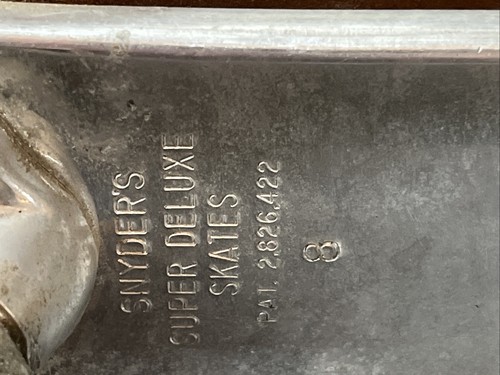 SNYDER'S
SUPER DELUXE
SKATES
PAT. 2,826,422
8